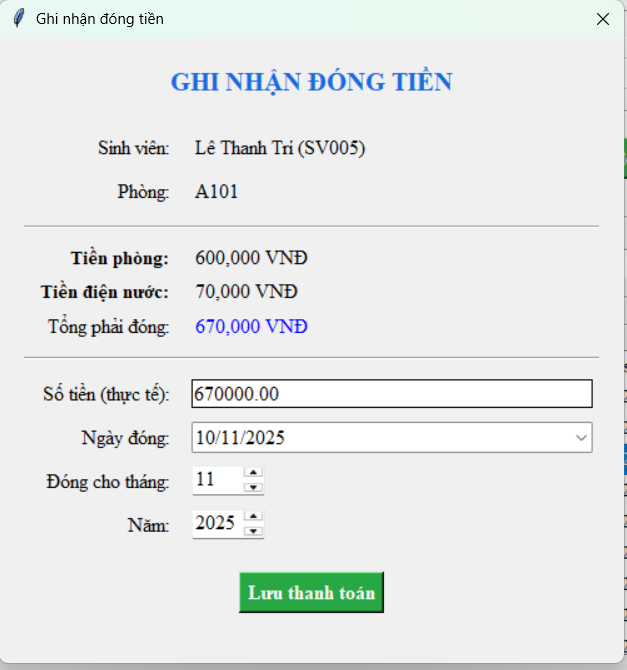 Ghi nhận đóng tiền
GHI NHẬN ĐÓNG TIỀN
Sinh viên: Lê Thanh Tri (SV005)
Phòng: A101
Tiền phòng: 600,000 VNĐ
Tiền điện nước: 70,000 VNĐ
Tổng phải đóng: 670,000 VNĐ
Số tiền (thực tế): 670000.00
Ngày đóng: 10/11/2025
Đóng cho tháng: 11
Năm: 2025
Lưu thanh toán